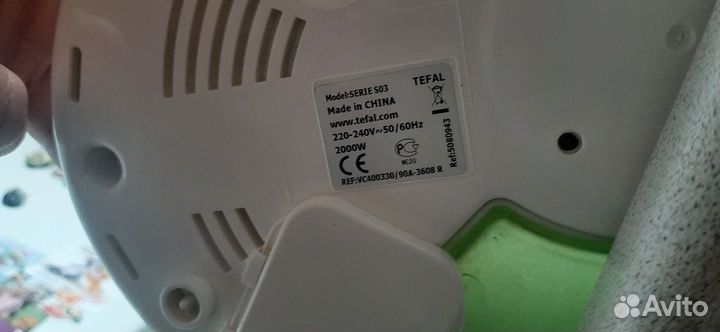 TEFAL
Model:SERIE S03
Made in CHINA
www.tefal.com
220-240V~50/60Hz
2000W
CE
РС
ME20
REF:VC400330/90A-3608 R
Ref:5080943
Avito